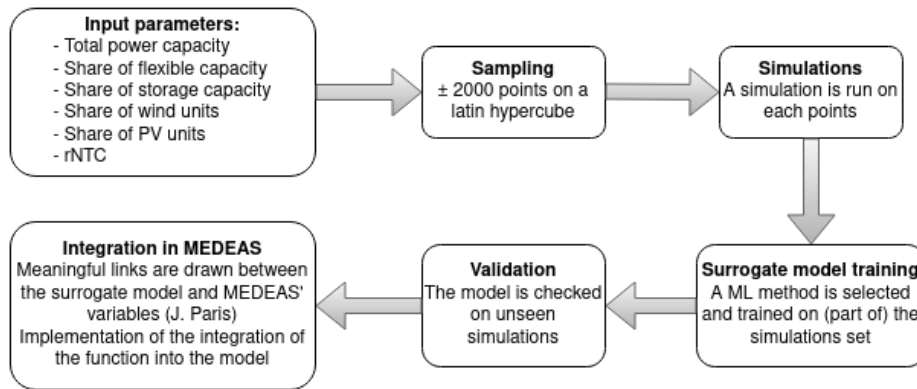 Input parameters:
- Total power capacity
- Share of flexible capacity
- Share of storage capacity
- Share of wind units
- Share of PV units
- rNTC
Sampling
± 2000 points on a
latin hypercube
Simulations
A simulation is run on
each points
Surrogate model training
A ML method is selected
and trained on (part of) the
simulations set
Validation
The model is checked
on unseen
simulations
Integration in MEDEAS
Meaningful links are drawn between
the surrogate model and MEDEAS'
variables (J. Paris)
Implementation of the integration of
the function into the model